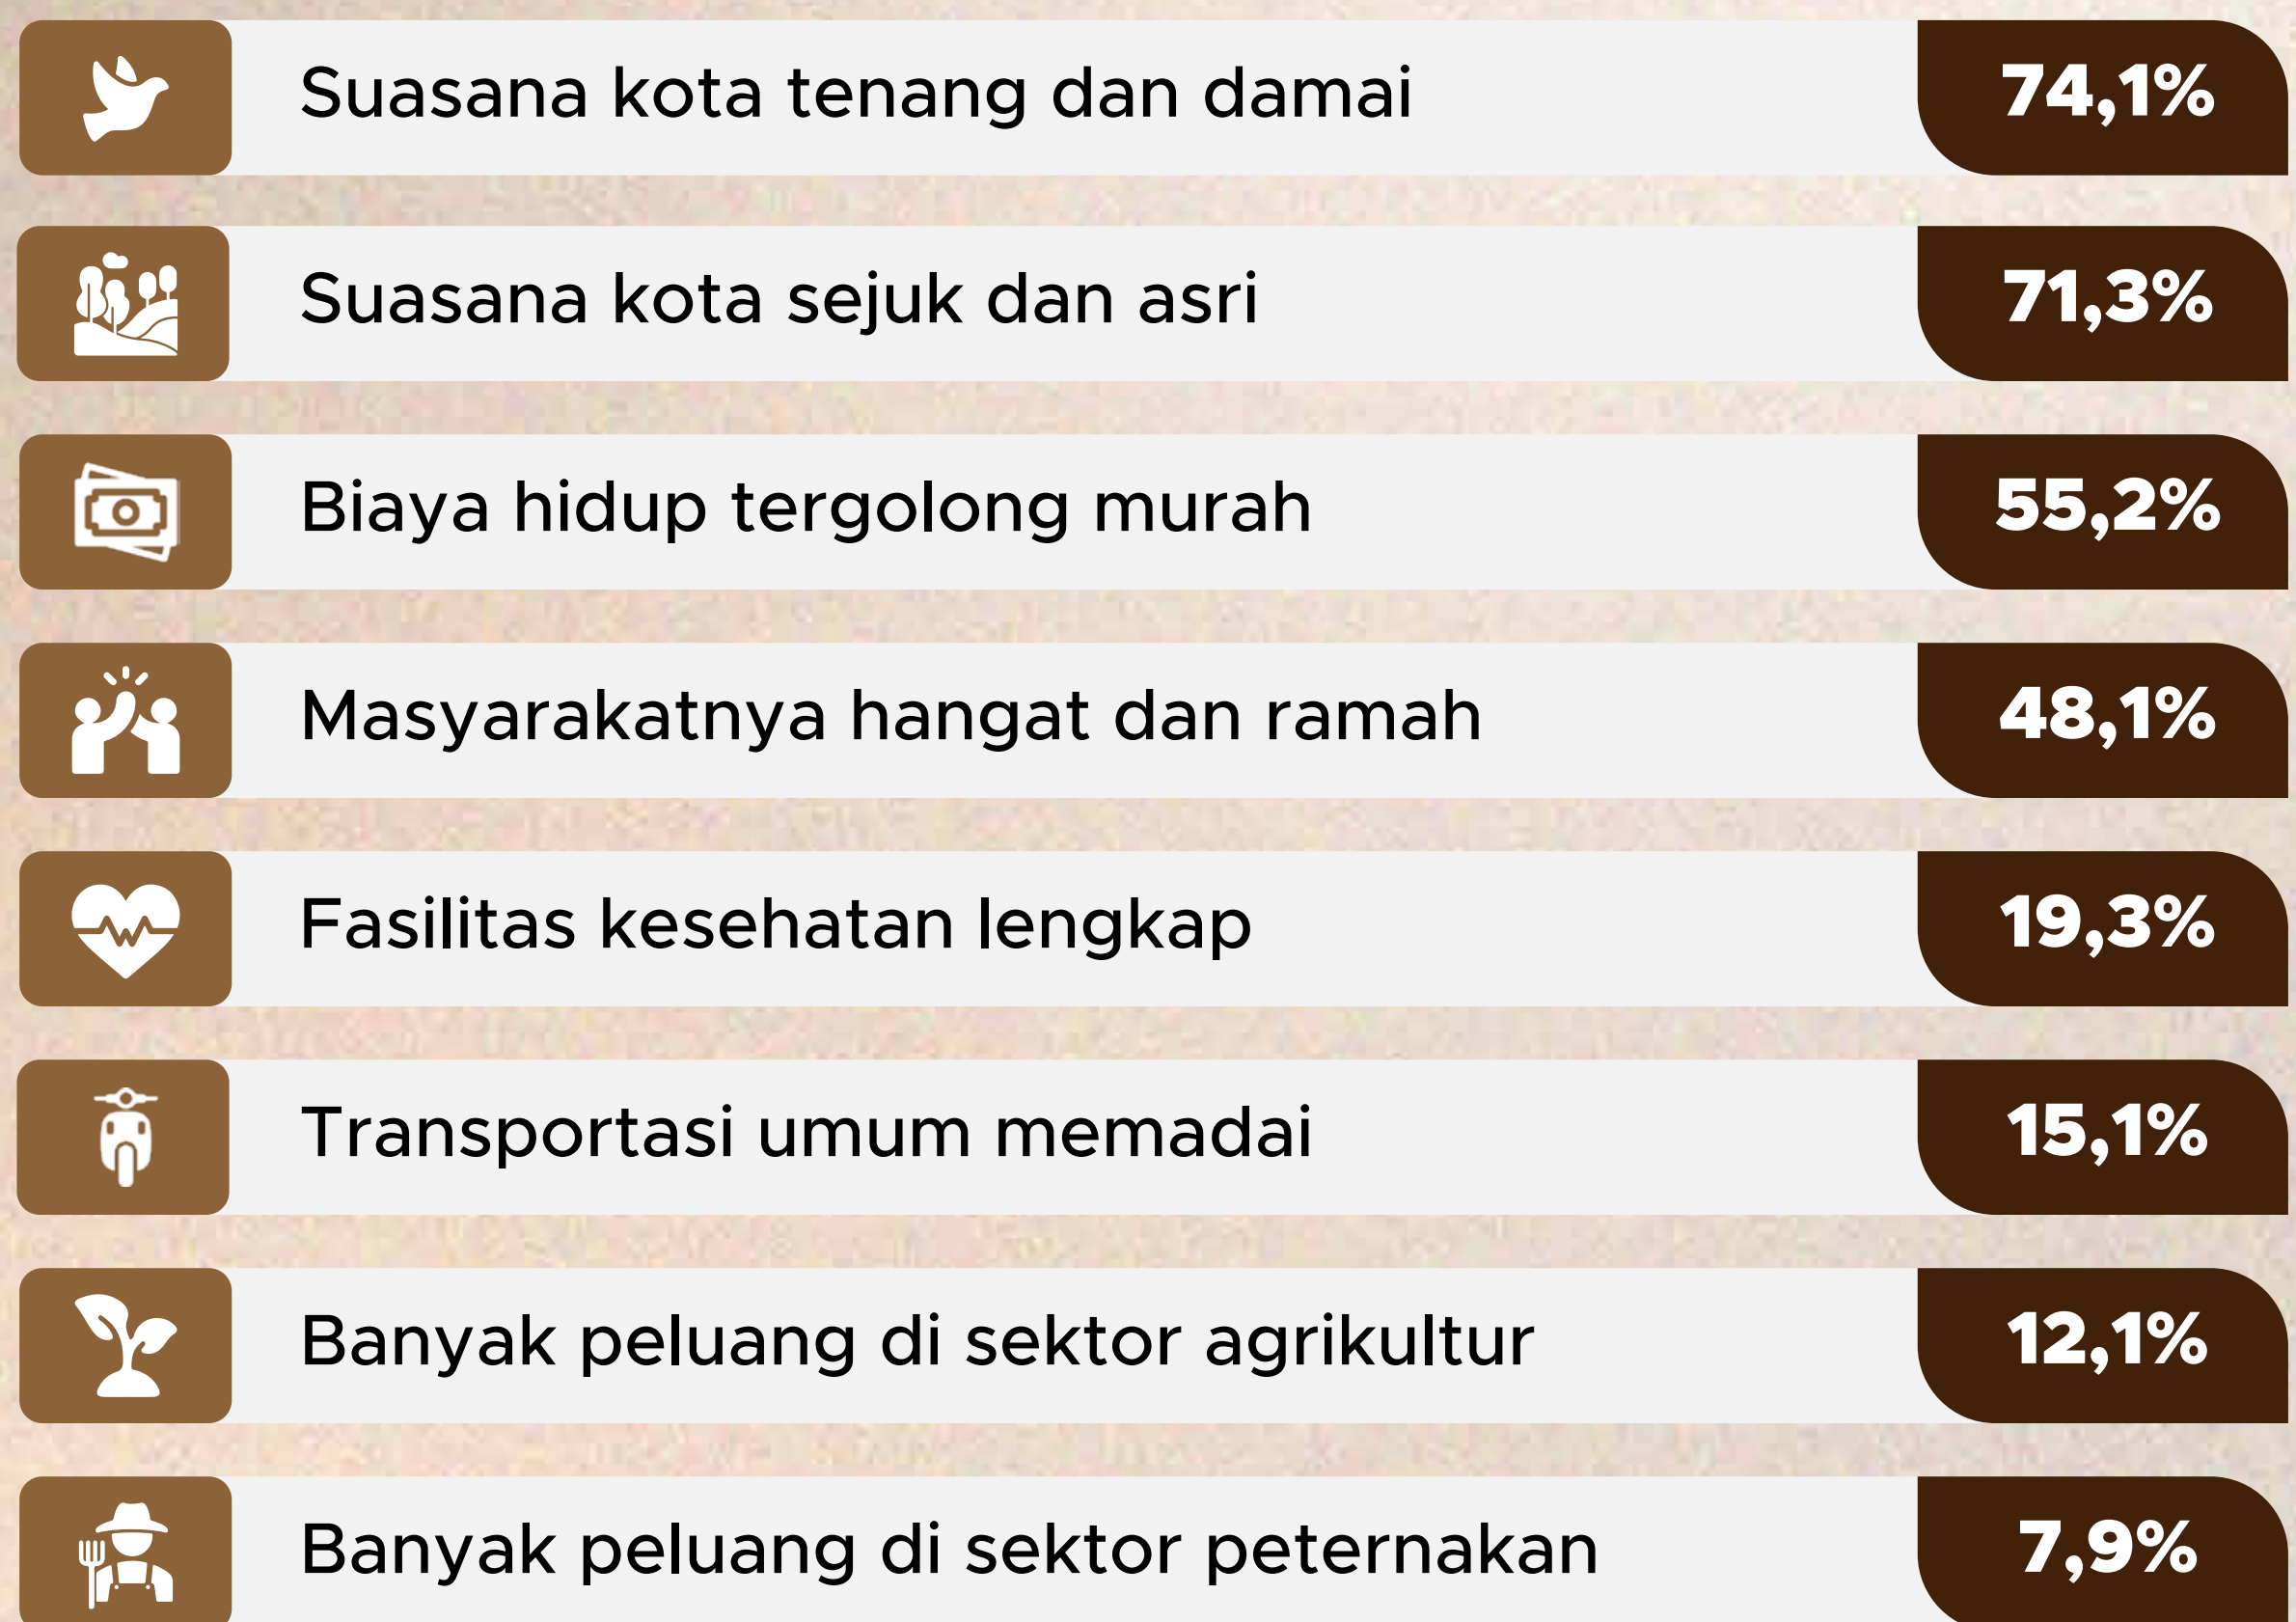 Suasana kota tenang dan damai 74,1%
Suasana kota sejuk dan asri 71,3%
Biaya hidup tergolong murah 55,2%
Masyarakatnya hangat dan ramah 48,1%
Fasilitas kesehatan lengkap 19,3%
Transportasi umum memadai 15,1%
Banyak peluang di sektor agrikultur 12,1%
Banyak peluang di sektor peternakan 7,9%